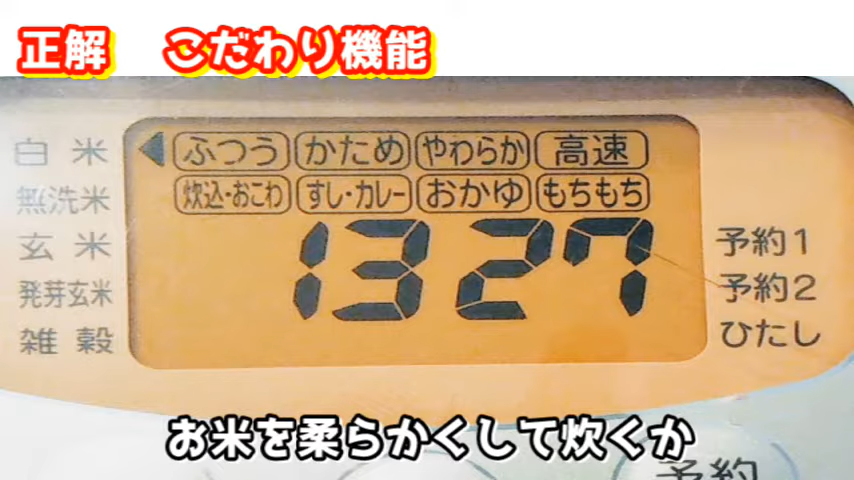 正解 こだわり機能
白米 ふつう かため やわらか 高速
無洗米 炊込・おこわ すし・カレー おかゆ もちもち
玄米 1327 予約1
発芽玄米 予約2
雑穀 ひたし
お米を柔らかくして炊くか
予約